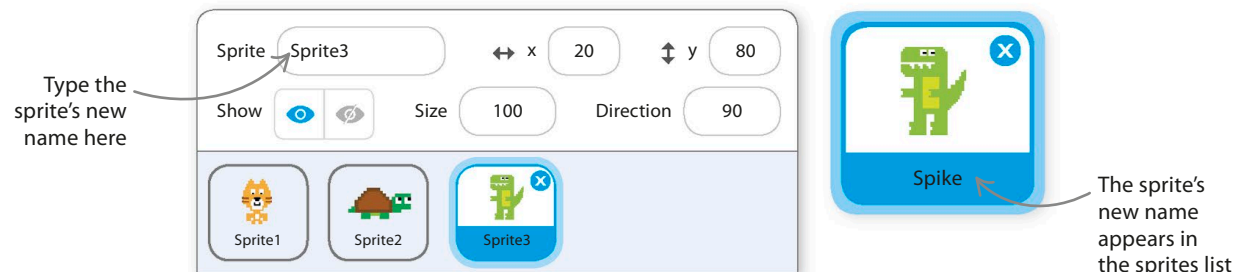 Sprite Sprite3 x 20 y 80
Type the
sprite's new
name here
Show Size 100 Direction 90
Sprite1 Sprite2 Sprite3
Spike
The sprite's
new name
appears in
the sprites list